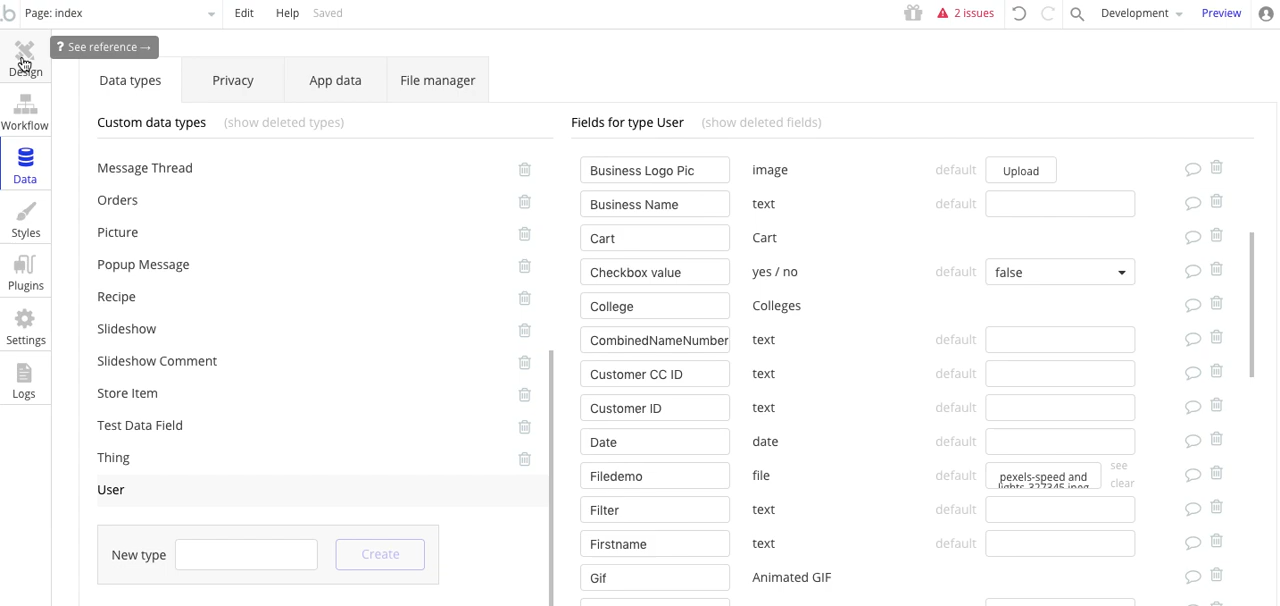 .b Page: index Edit Help Saved 2 issues Development Preview
? See reference →
Design
Workflow
Data
Styles
Plugins
Settings
Logs
Data types Privacy App data File manager
Custom data types (show deleted types)
Message Thread
Orders
Picture
Popup Message
Recipe
Slideshow
Slideshow Comment
Store Item
Test Data Field
Thing
User
New type Create
Fields for type User (show deleted fields)
Business Logo Pic image default Upload
Business Name text default
Cart Cart
Checkbox value yes / no default false
College Colleges
CombinedNameNumber text default
Customer CC ID text default
Customer ID text default
Date date default
Filedemo file default pexels-speed and see
lights-327345.jpeg clear
Filter text default
Firstname text default
Gif Animated GIF